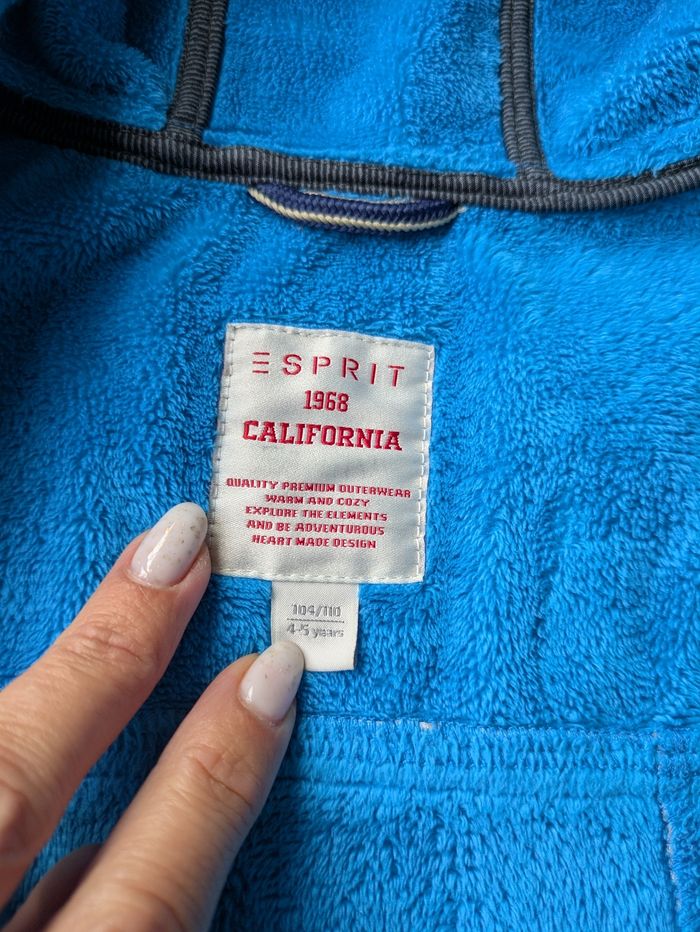 ESPRIT
1968
CALIFORNIA
QUALITY PREMIUM OUTERWEAR
WARM AND COZY
EXPLORE THE ELEMENTS
AND BE ADVENTUROUS
HEART MADE DESIGN
104/110
4-5 years